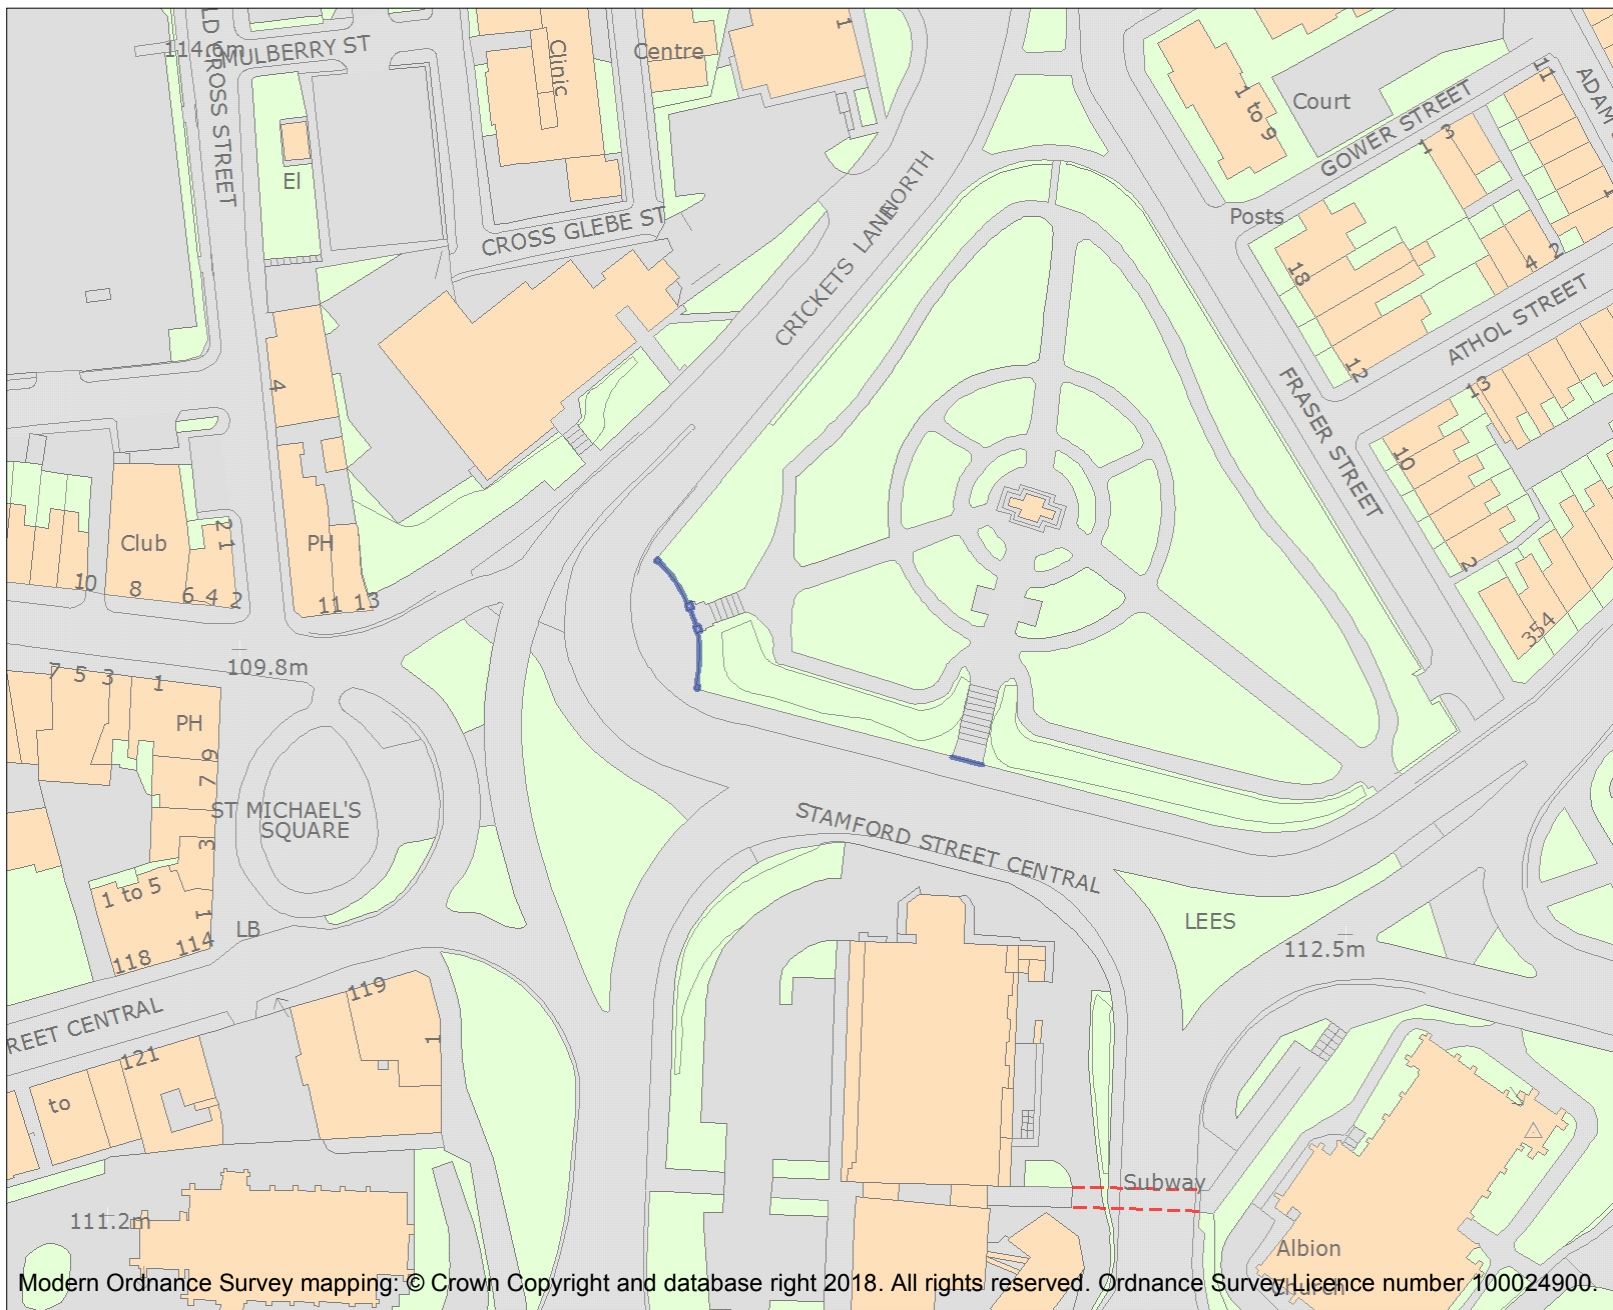 114.6m
MULBERRY ST
LD CROSS STREET
Clinic
Centre
1
El
CROSS GLEBE ST
CRICKETS LANE
NORTH
1 to 9
Court
GOWER STREET
11
ADAM
1 3
Posts
18
4 2
1
ATHOL STREET
12
13
FRASER STREET
10
2
354
4
Club
2 1
PH
10
8
6 4 2
11 13
109.8m
7 5 3
1
PH
9
7
ST MICHAEL'S
SQUARE
3
1 to 5
1
LB
118
114
STAMFORD STREET CENTRAL
LEES
112.5m
REET CENTRAL
119
1
121
to
111.2m
Subway
Albion
Church
Modern Ordnance Survey mapping: © Crown Copyright and database right 2018. All rights reserved. Ordnance Survey Licence number 100024900.